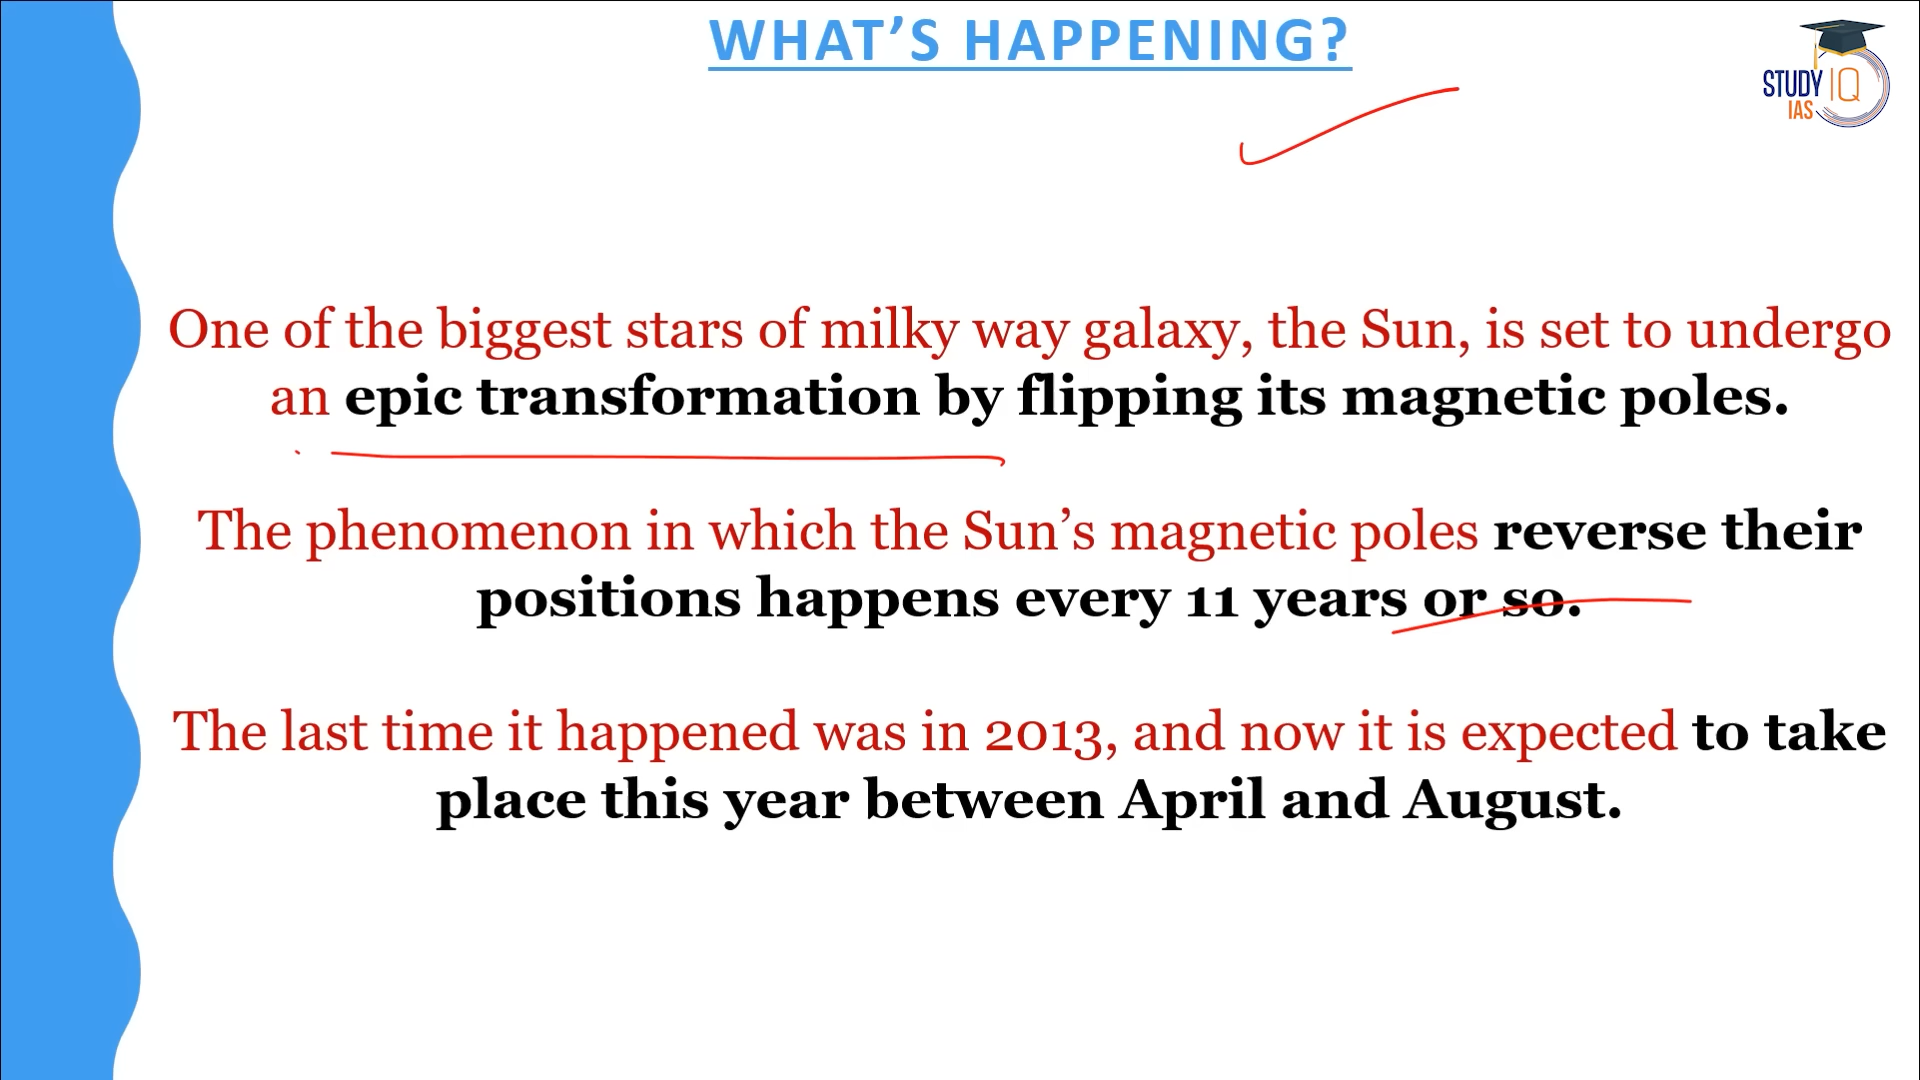 WHAT’S HAPPENING?
STUDY IQ
IAS
One of the biggest stars of milky way galaxy, the Sun, is set to undergo
an epic transformation by flipping its magnetic poles.
The phenomenon in which the Sun’s magnetic poles reverse their
positions happens every 11 years or so.
The last time it happened was in 2013, and now it is expected to take
place this year between April and August.